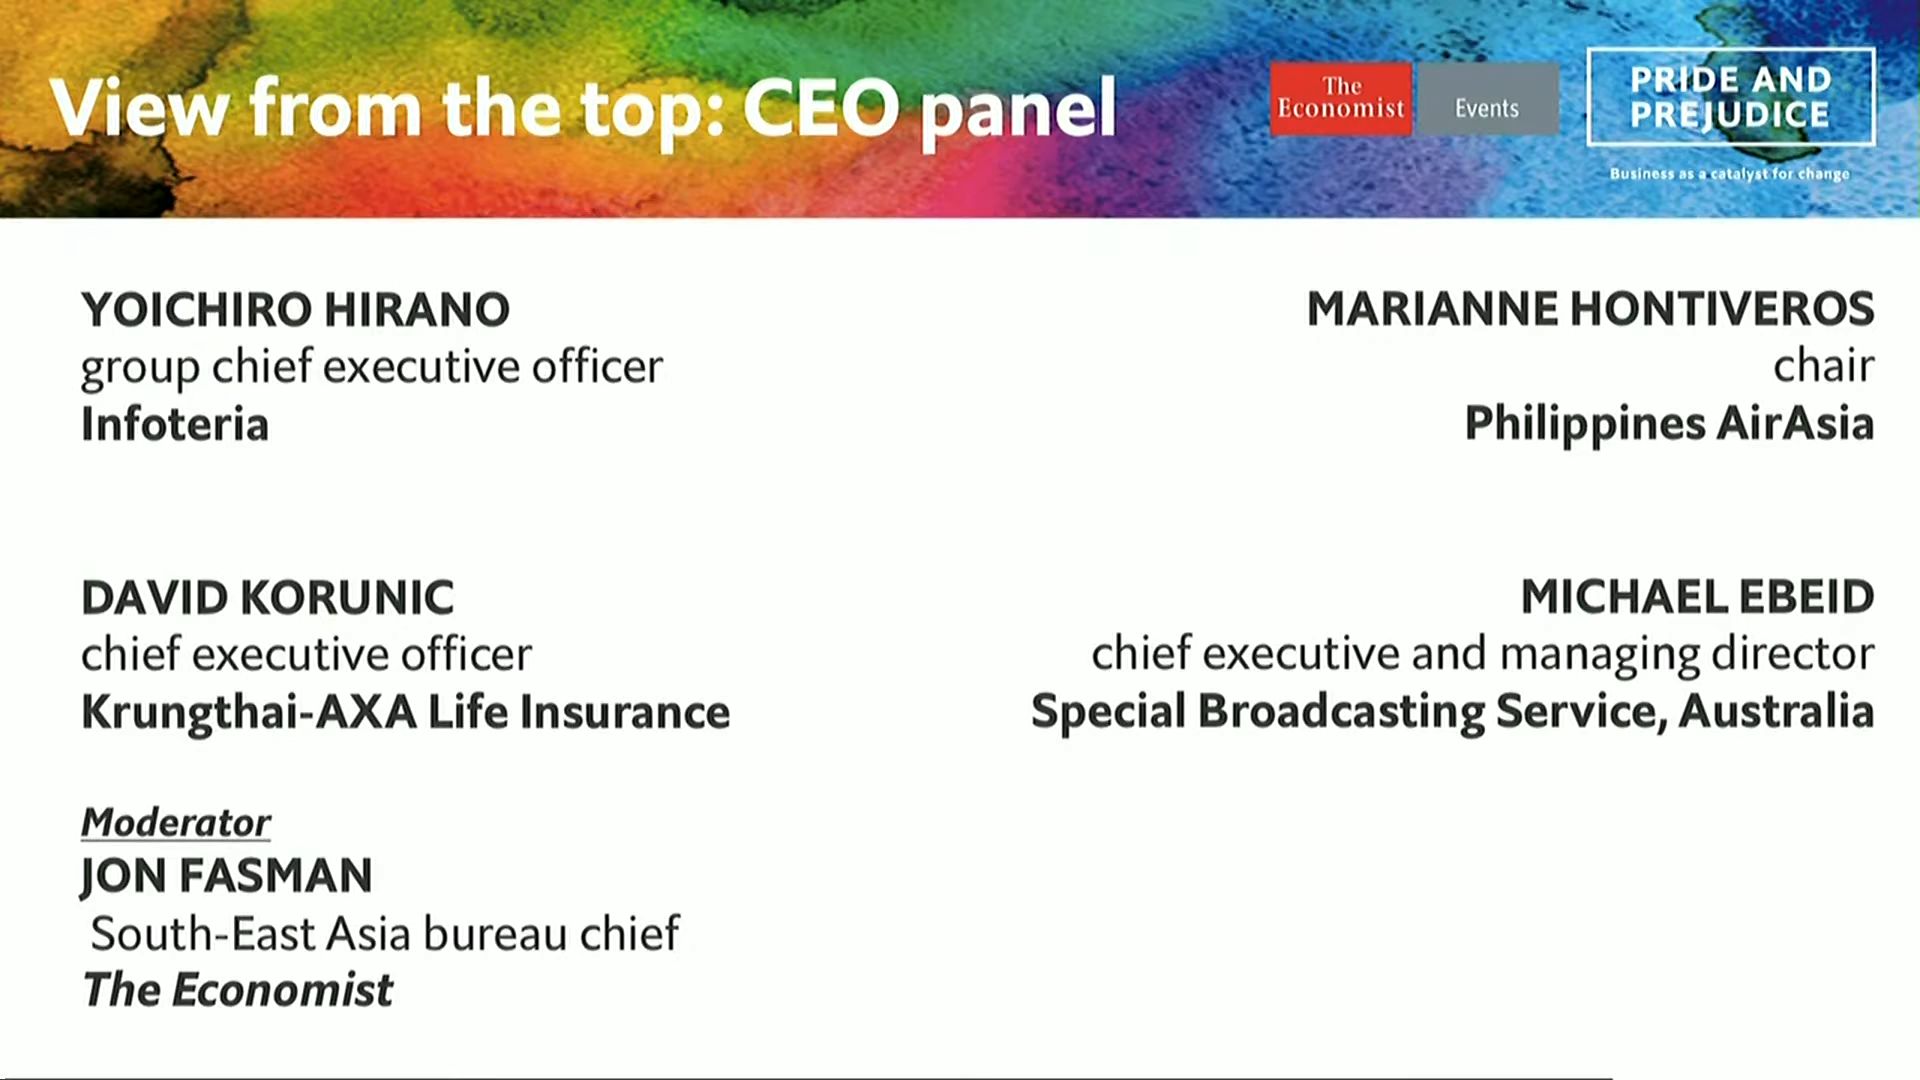 View from the top: CEO panel
The
Economist
Events
PRIDE AND
PREJUDICE
Business as a catalyst for change
YOICHIRO HIRANO
group chief executive officer
Infoteria
MARIANNE HONTIVEROS
chair
Philippines AirAsia
DAVID KORUNIC
chief executive officer
Krungthai-AXA Life Insurance
MICHAEL EBEID
chief executive and managing director
Special Broadcasting Service, Australia
Moderator
JON FASMAN
South-East Asia bureau chief
The Economist